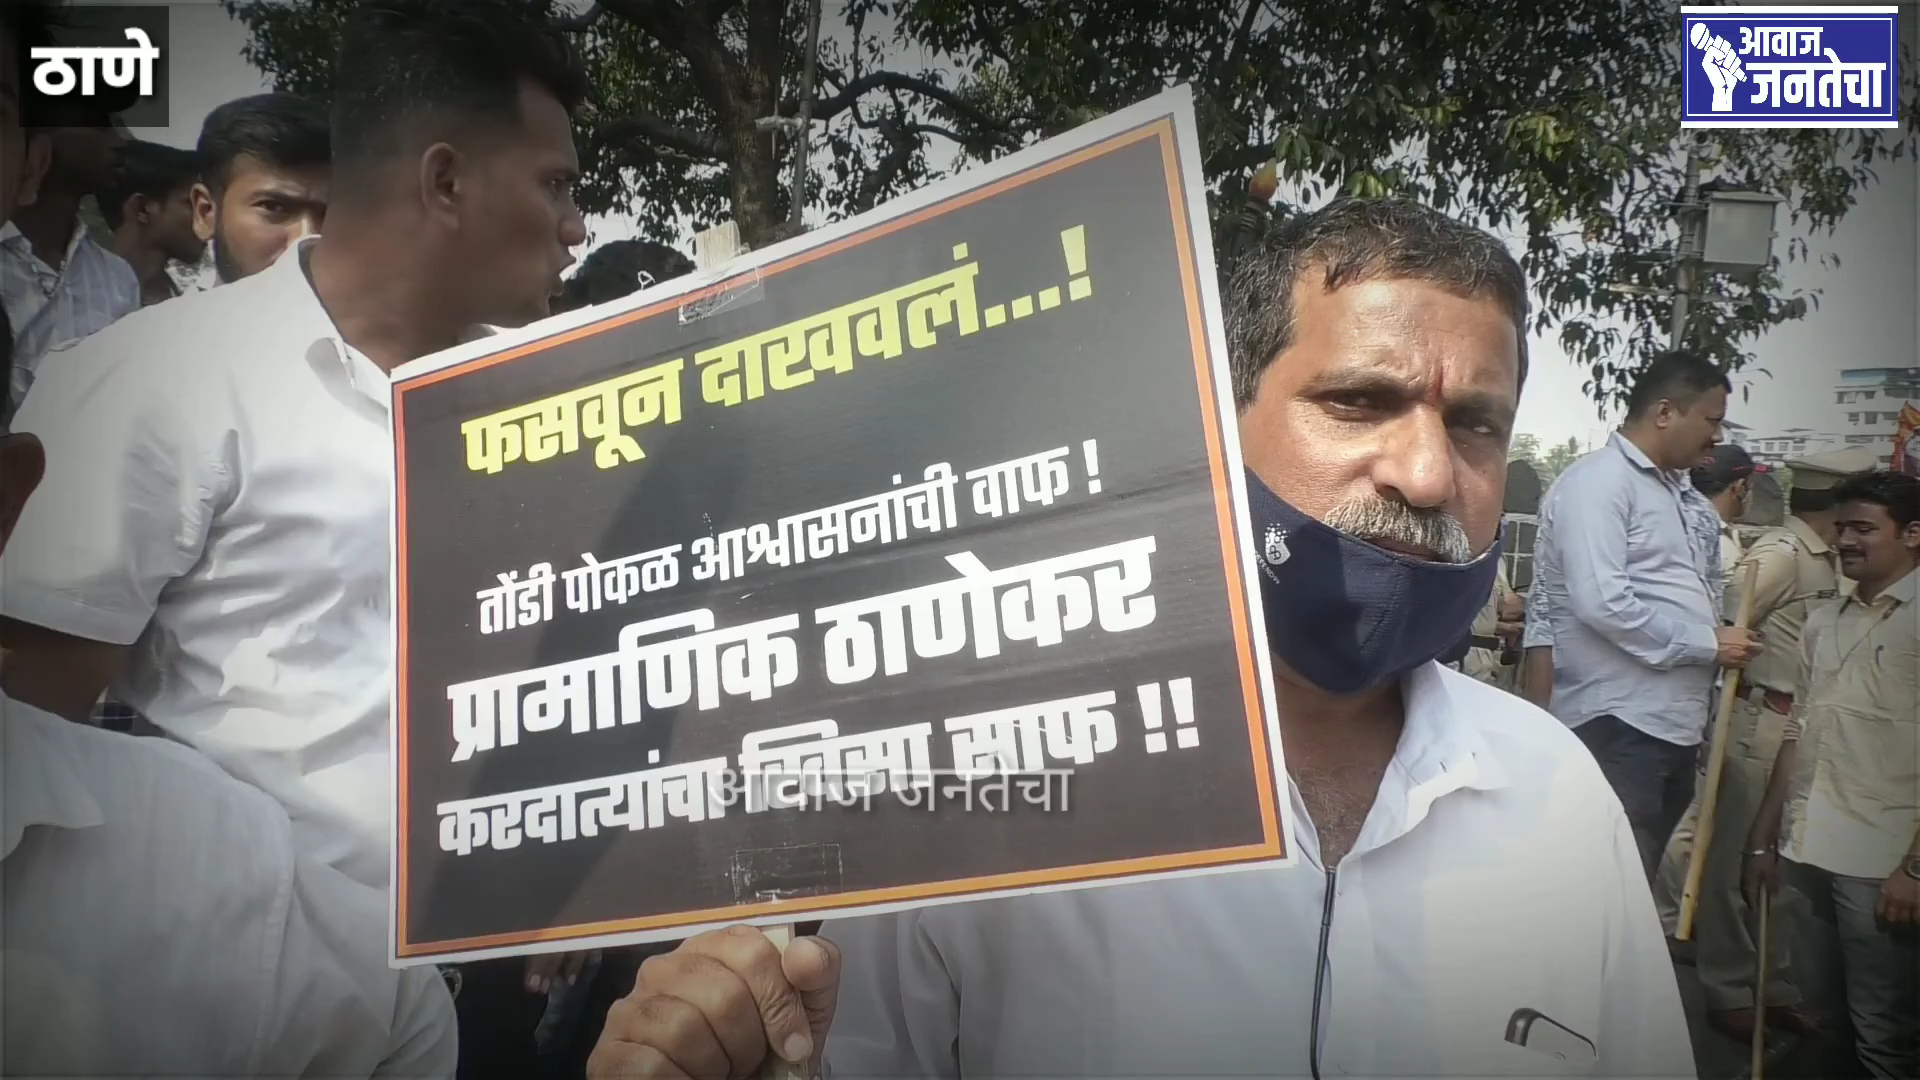 ठाणे
आवाज
जनतेचा
फसवून दाखवलं...!
तोंडी पोकळ आश्वासनांची वाफ !
प्रामाणिक ठाणेकर
करदात्यांचा खिसा साफ !!
आवाज जनतेचा